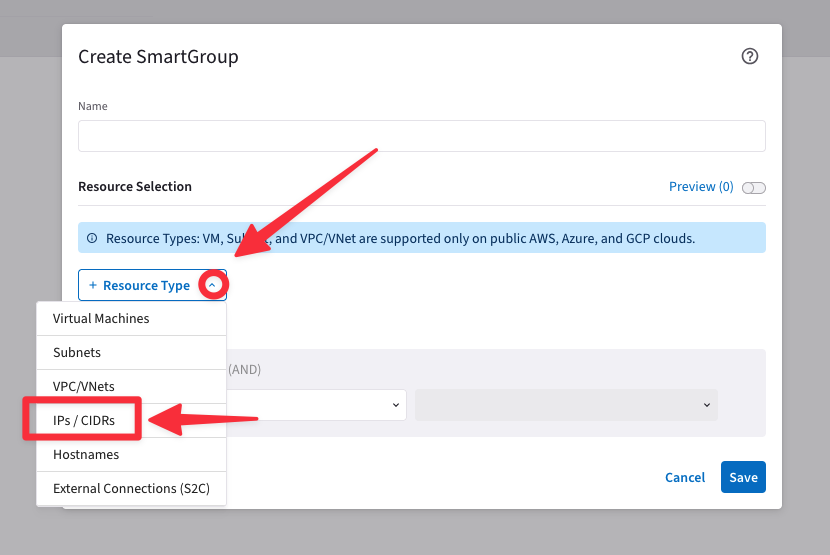 Create SmartGroup
Name
Resource Selection
Preview (0)
Resource Types: VM, Su t, and VPC/VNet are supported only on public AWS, Azure, and GCP clouds.
+ Resource Type
Virtual Machines
Subnets
VPC/VNets
(AND)
IPs / CIDRs
Hostnames
External Connections (S2C)
Cancel
Save